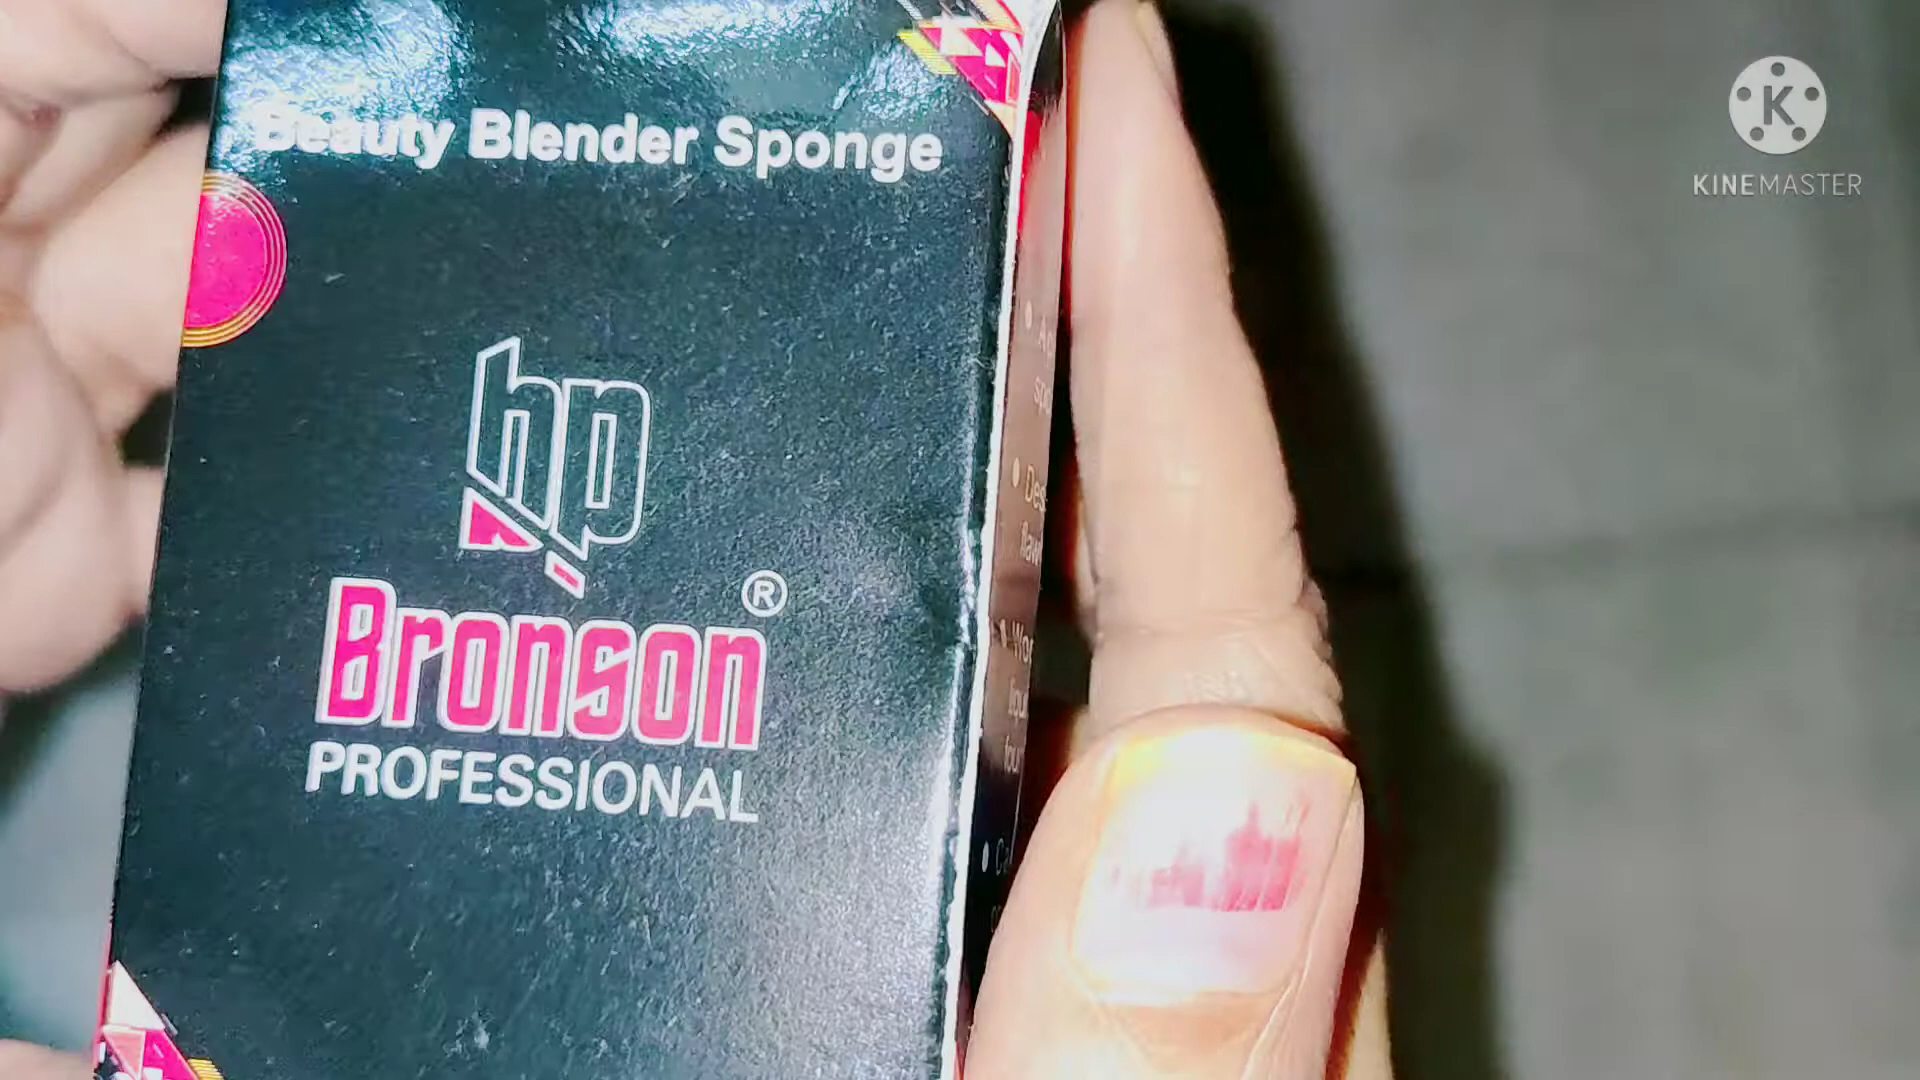 Beauty Blender Sponge
K
KINEMASTER
hp
Bronson®
PROFESSIONAL